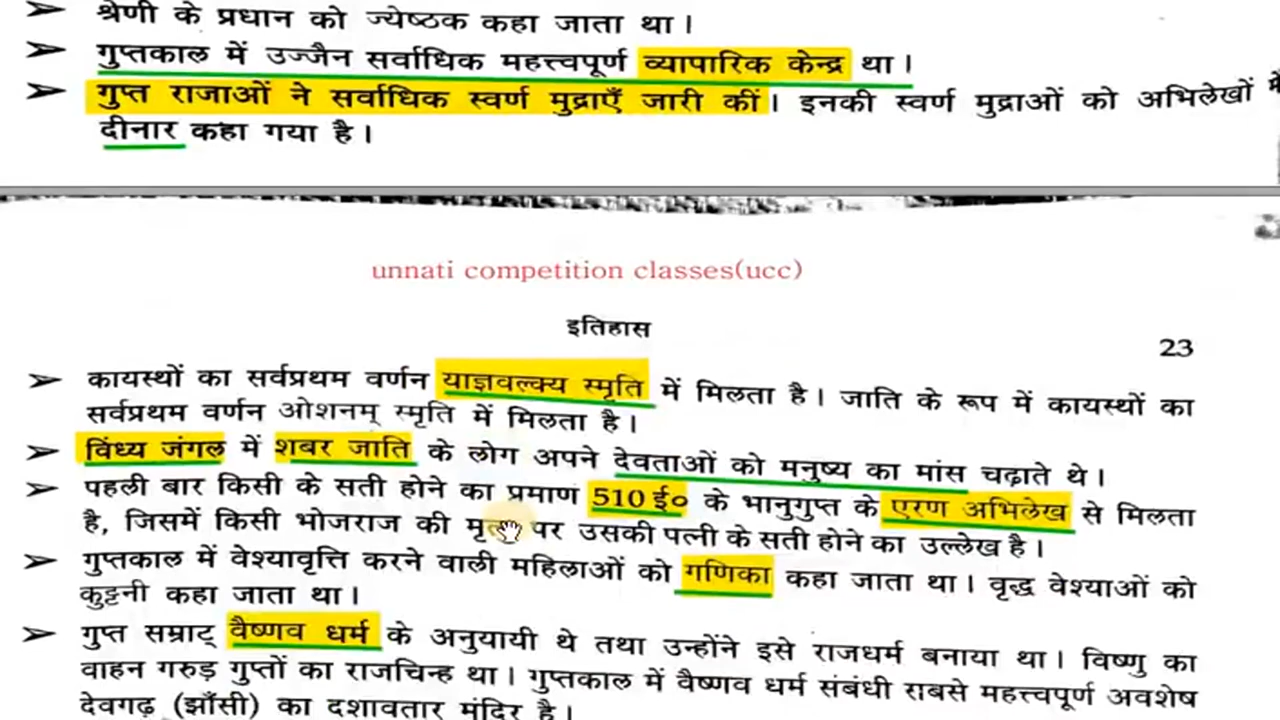 ➢ श्रेणी के प्रधान को ज्येष्ठक कहा जाता था।
➢ गुप्तकाल में उज्जैन सर्वाधिक महत्त्वपूर्ण व्यापारिक केन्द्र था।
➢ गुप्त राजाओं ने सर्वाधिक स्वर्ण मुद्राएँ जारी कीं। इनकी स्वर्ण मुद्राओं को अभिलेखों में
दीनार कहा गया है।
unnati competition classes(ucc)
इतिहास
23
➢ कायस्थों का सर्वप्रथम वर्णन याज्ञवल्क्य स्मृति में मिलता है। जाति के रूप में कायस्थों का
सर्वप्रथम वर्णन ओशनम् स्मृति में मिलता है।
➢ विंध्य जंगल में शबर जाति के लोग अपने देवताओं को मनुष्य का मांस चढ़ाते थे।
➢ पहली बार किसी के सती होने का प्रमाण 510 ई० के भानुगुप्त के एरण अभिलेख से मिलता
है, जिसमें किसी भोजराज की पर उसकी पत्नी के सती होने का उल्लेख है।
➢ गुप्तकाल में वेश्यावृत्ति करने वाली महिलाओं को गणिका कहा जाता था। वृद्ध वेश्याओं को
कुट्टनी कहा जाता था।
➢ गुप्त सम्राट् वैष्णव धर्म के अनुयायी थे तथा उन्होंने इसे राजधर्म बनाया था। विष्णु का
वाहन गरुड़ गुप्तों का राजचिन्ह था। गुप्तकाल में वैष्णव धर्म संबंधी सबसे महत्त्वपूर्ण अवशेष
देवगढ़ (झाँसी) का दशावतार मंदिर है।